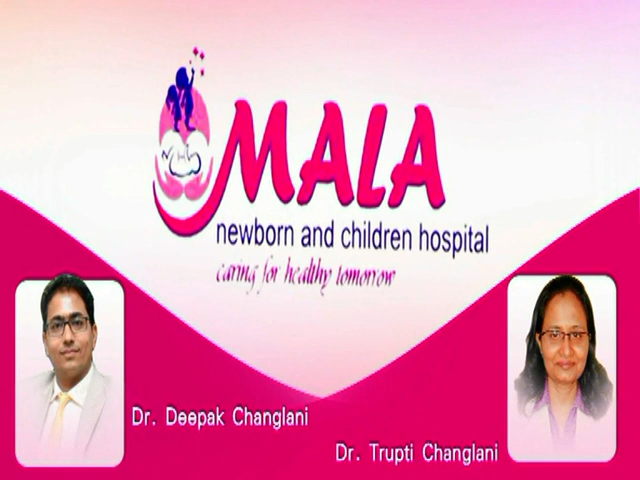 MALA
newborn and children hospital
caring for healthy tomorrow
Dr. Deepak Changlani
Dr. Trupti Changlani